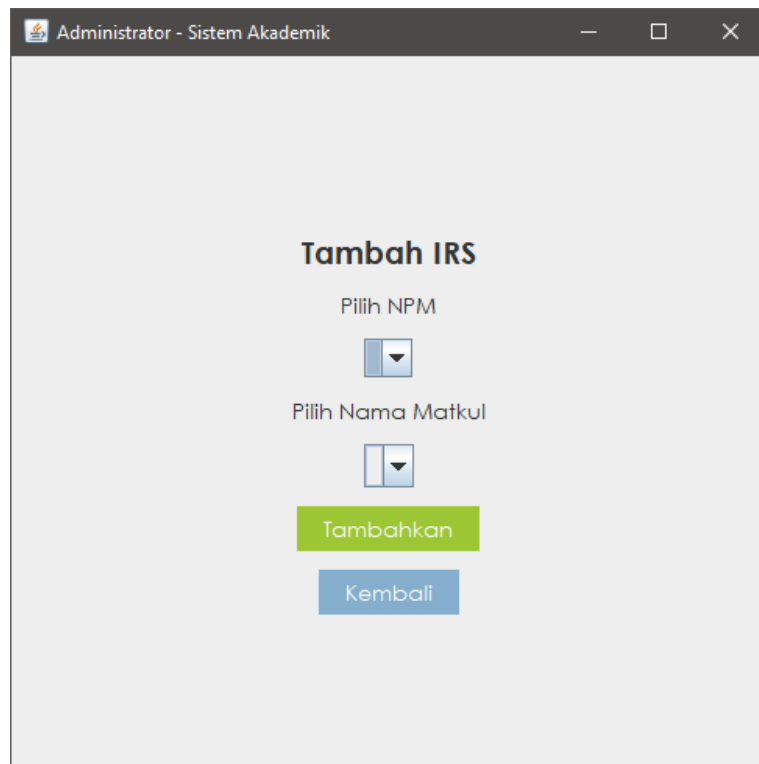 Administrator - Sistem Akademik
Tambah IRS
Pilih NPM
Pilih Nama Matkul
Tambahkan
Kembali